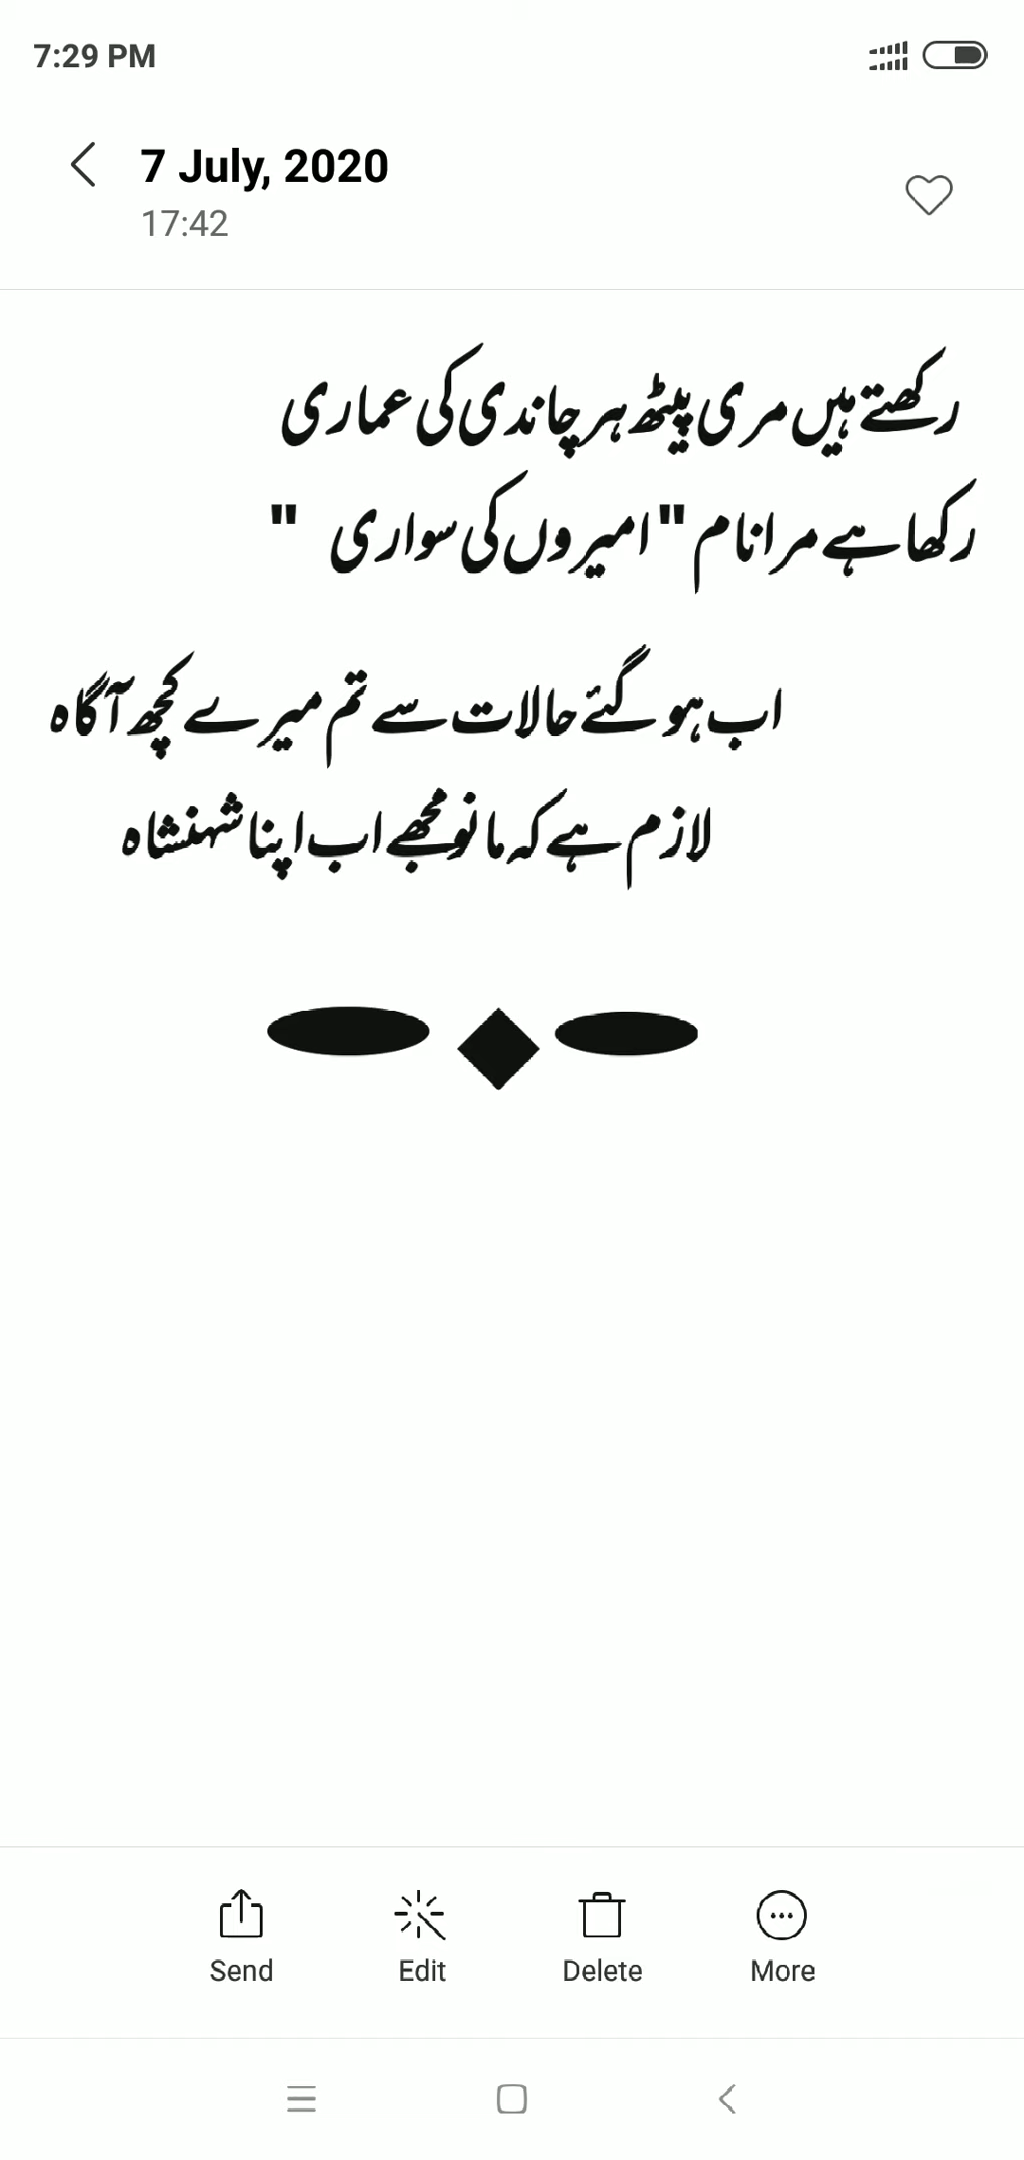 7:29 PM
7 July, 2020
17:42
رکھتے ہیں مری پیٹھ ہر چاندی کی عماری
رکھا ہے مرا نام " امیروں کی سواری "
اب ہو گئے حالات سے تم میرے کچھ آگاہ
لازم ہے کہ مانو مجھے اب اپنا شہنشاہ
Send Edit Delete More